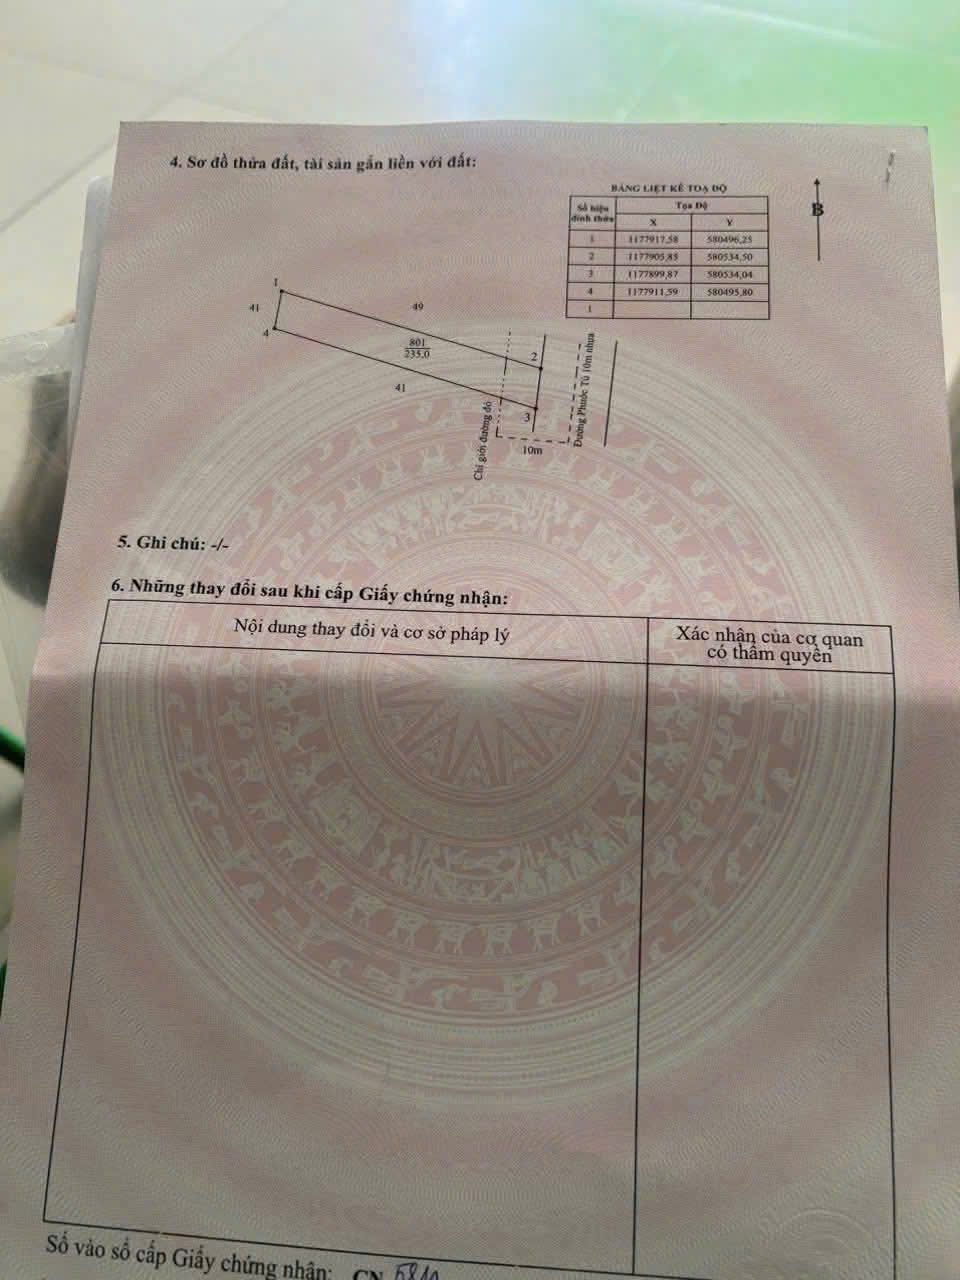 4. Sơ đồ thửa đất, tài sản gắn liền với đất:
BẢNG LIỆT KÊ TOẠ ĐỘ
Số hiệu đỉnh thửa
Tọa Độ
X Y
1 1177917,58 580496,25
2 1177905,85 580534,50
3 1177899,87 580534,04
4 1177911,59 580495,80
1
B
1
41
4
49
801
235,0
2
41
3
Chỉ giới đường đỏ
10m
Đường Phước Tú 10m nhựa
5. Ghi chú: -/-
6. Những thay đổi sau khi cấp Giấy chứng nhận:
Nội dung thay đổi và cơ sở pháp lý
Xác nhận của cơ quan
có thẩm quyền
Số vào sổ cấp Giấy chứng nhận: CN